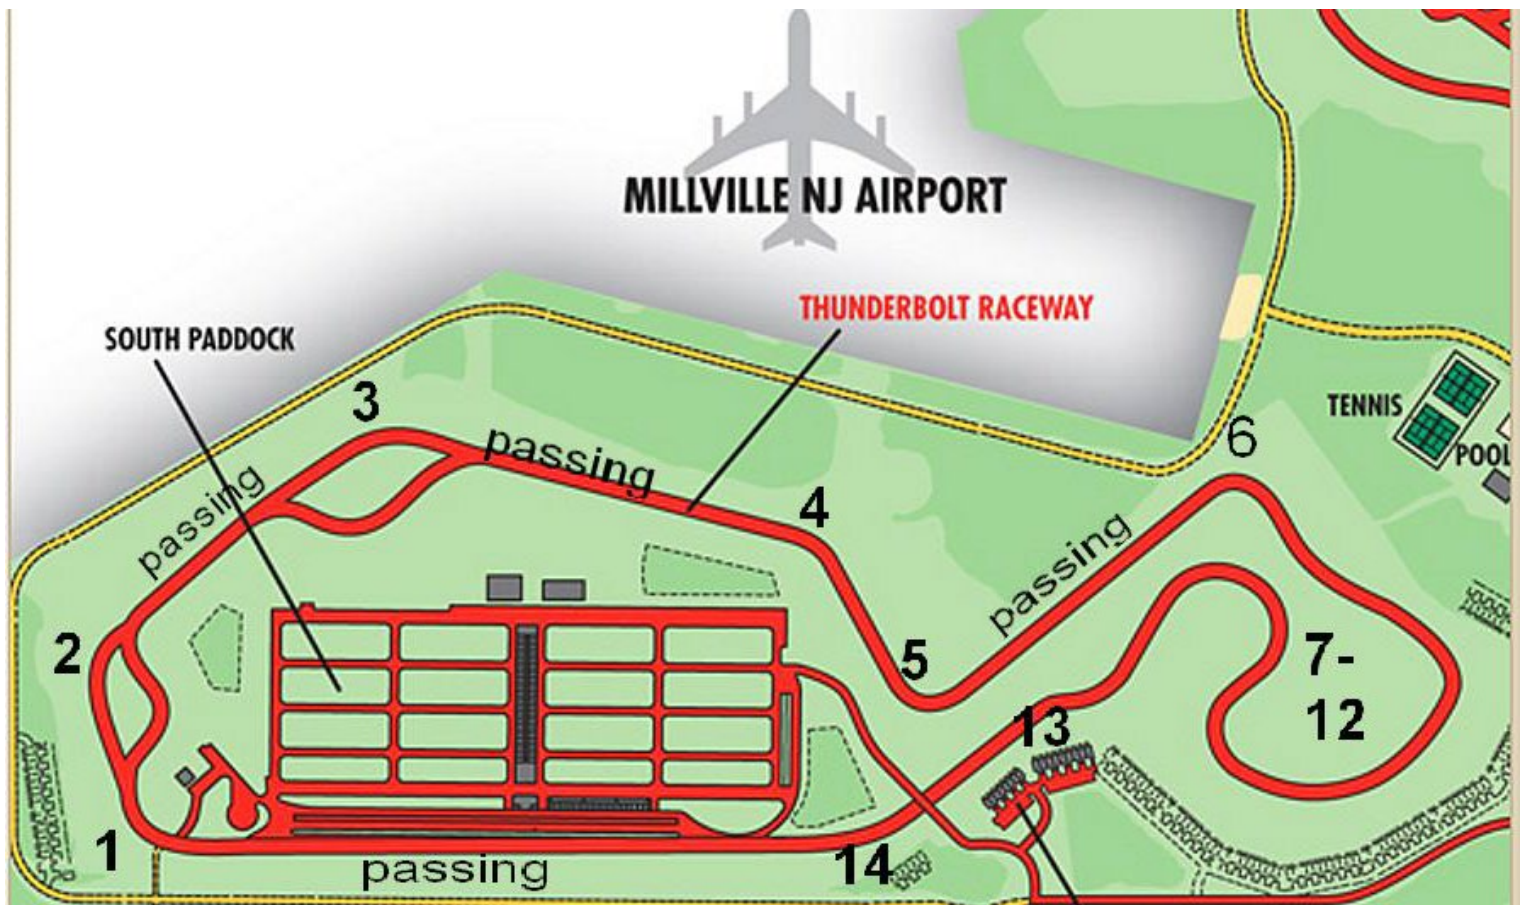 MILLVILLE NJ AIRPORT
THUNDERBOLT RACEWAY
SOUTH PADDOCK
3
6
TENNIS
passing
POOL
passing
4
passing
2
5
7-
12
13
1
14
passing